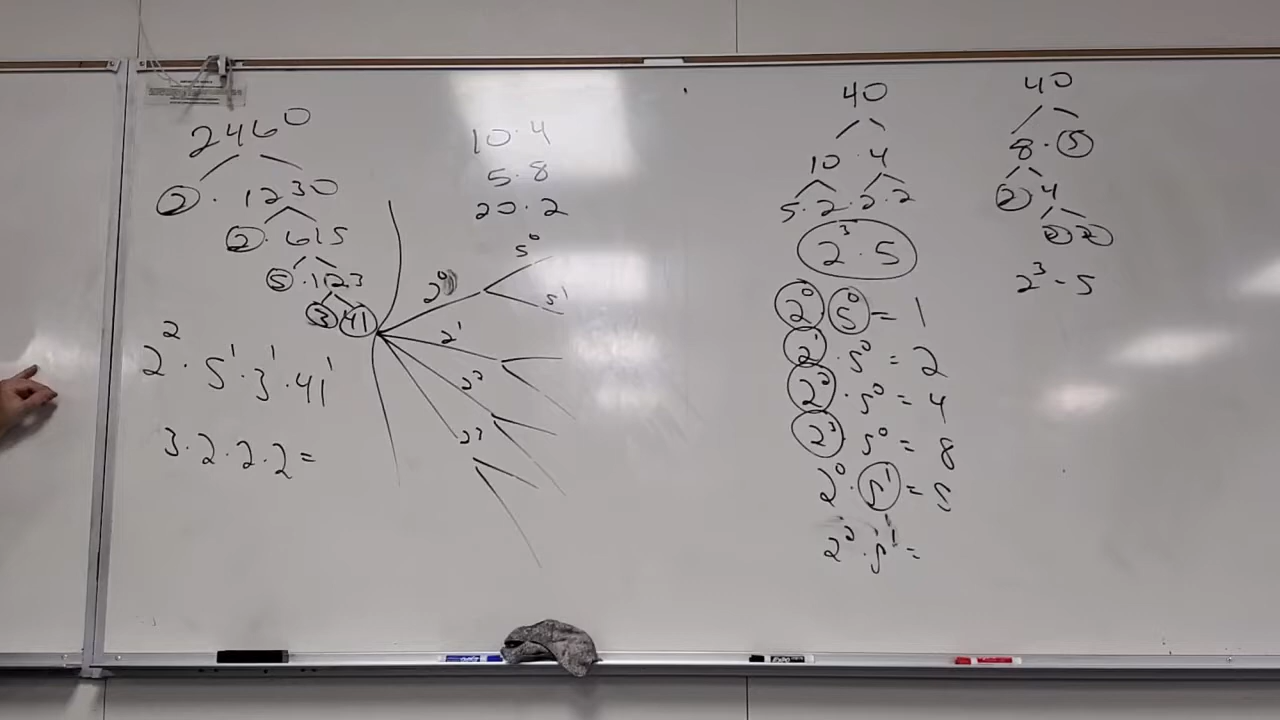 2460
2 · 1230
2 · 615
5 · 123
3 41
2² · 5¹ · 3¹ · 41¹
3 · 2 · 2 · 2 =
10 · 4
5 · 8
20 · 2
2⁰
5⁰
5¹
2¹
2²
2³
40
10 · 4
5 · 2 · 2 · 2
2³ · 5
2⁰ 5⁰ = 1
2¹ · 5⁰ = 2
2² · 5⁰ = 4
2³ 5⁰ = 8
2⁰ · 5¹ = 5
· 5¹ =
40
8 · 5
2 4
2 2
2³ - 5
EXPO